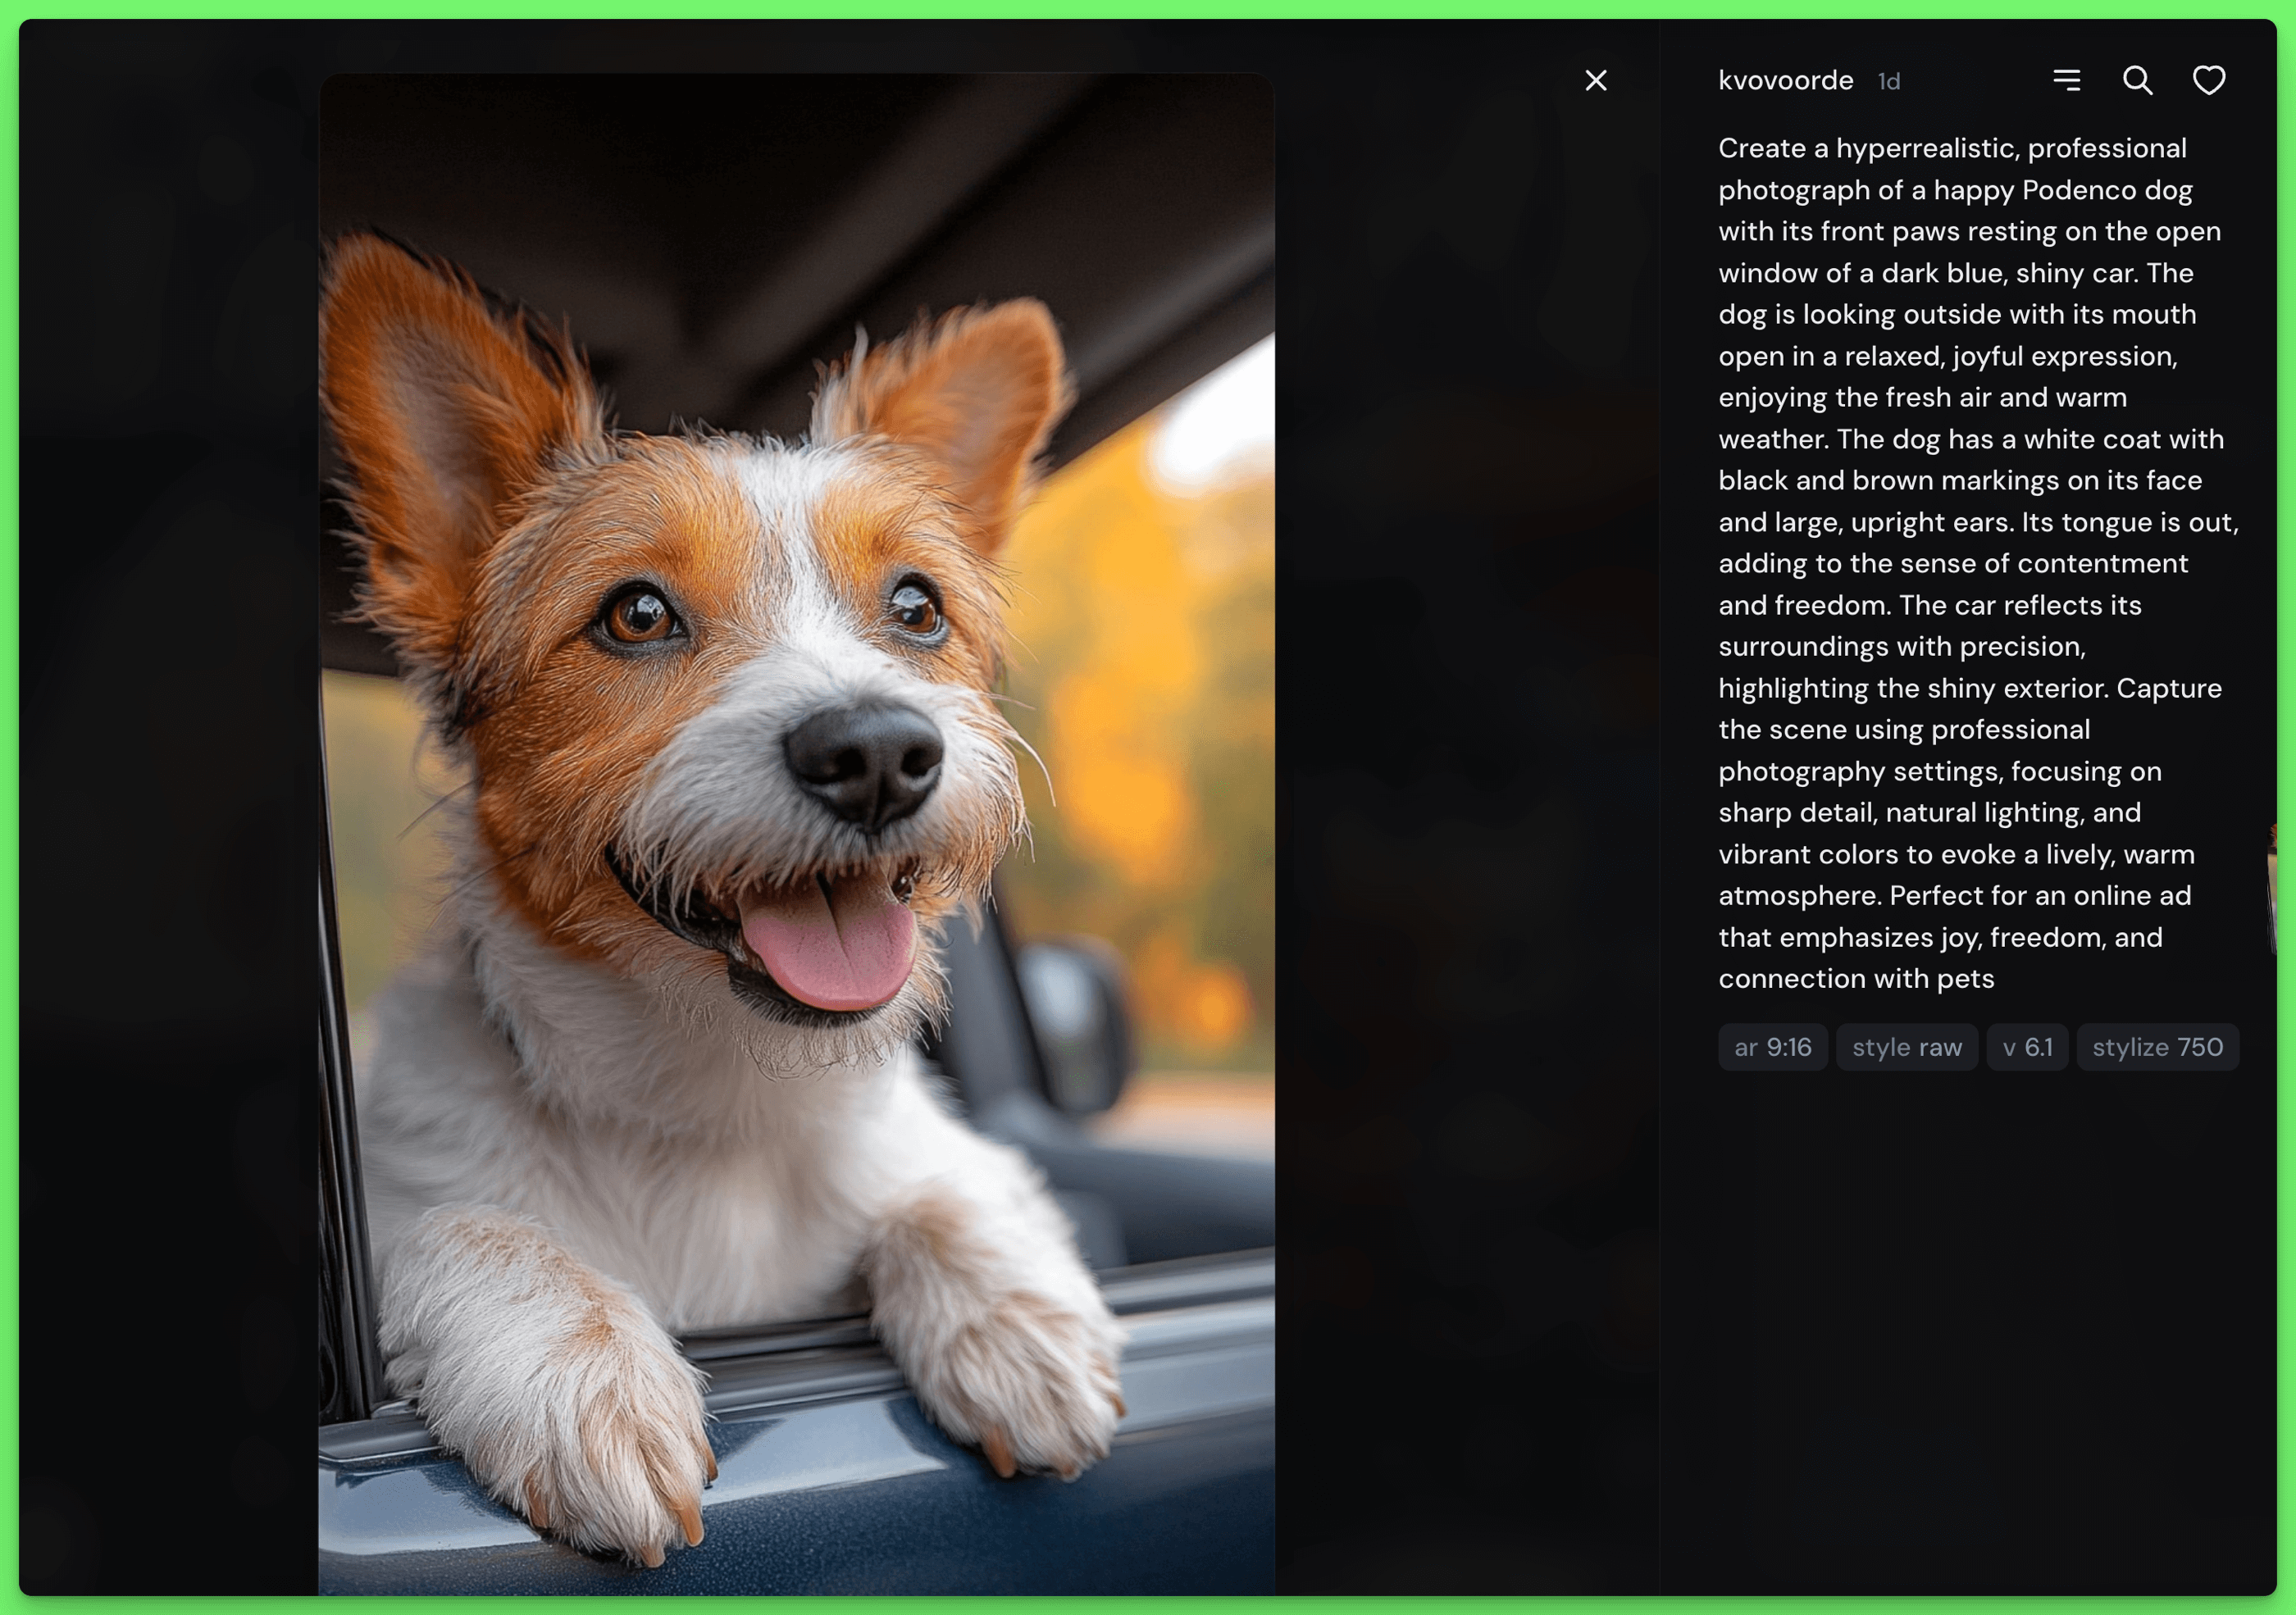 kvovoorde 1d
Create a hyperrealistic, professional
photograph of a happy Podenco dog
with its front paws resting on the open
window of a dark blue, shiny car. The
dog is looking outside with its mouth
open in a relaxed, joyful expression,
enjoying the fresh air and warm
weather. The dog has a white coat with
black and brown markings on its face
and large, upright ears. Its tongue is out,
adding to the sense of contentment
and freedom. The car reflects its
surroundings with precision,
highlighting the shiny exterior. Capture
the scene using professional
photography settings, focusing on
sharp detail, natural lighting, and
vibrant colors to evoke a lively, warm
atmosphere. Perfect for an online ad
that emphasizes joy, freedom, and
connection with pets
ar 9:16 style raw v 6.1 stylize 750